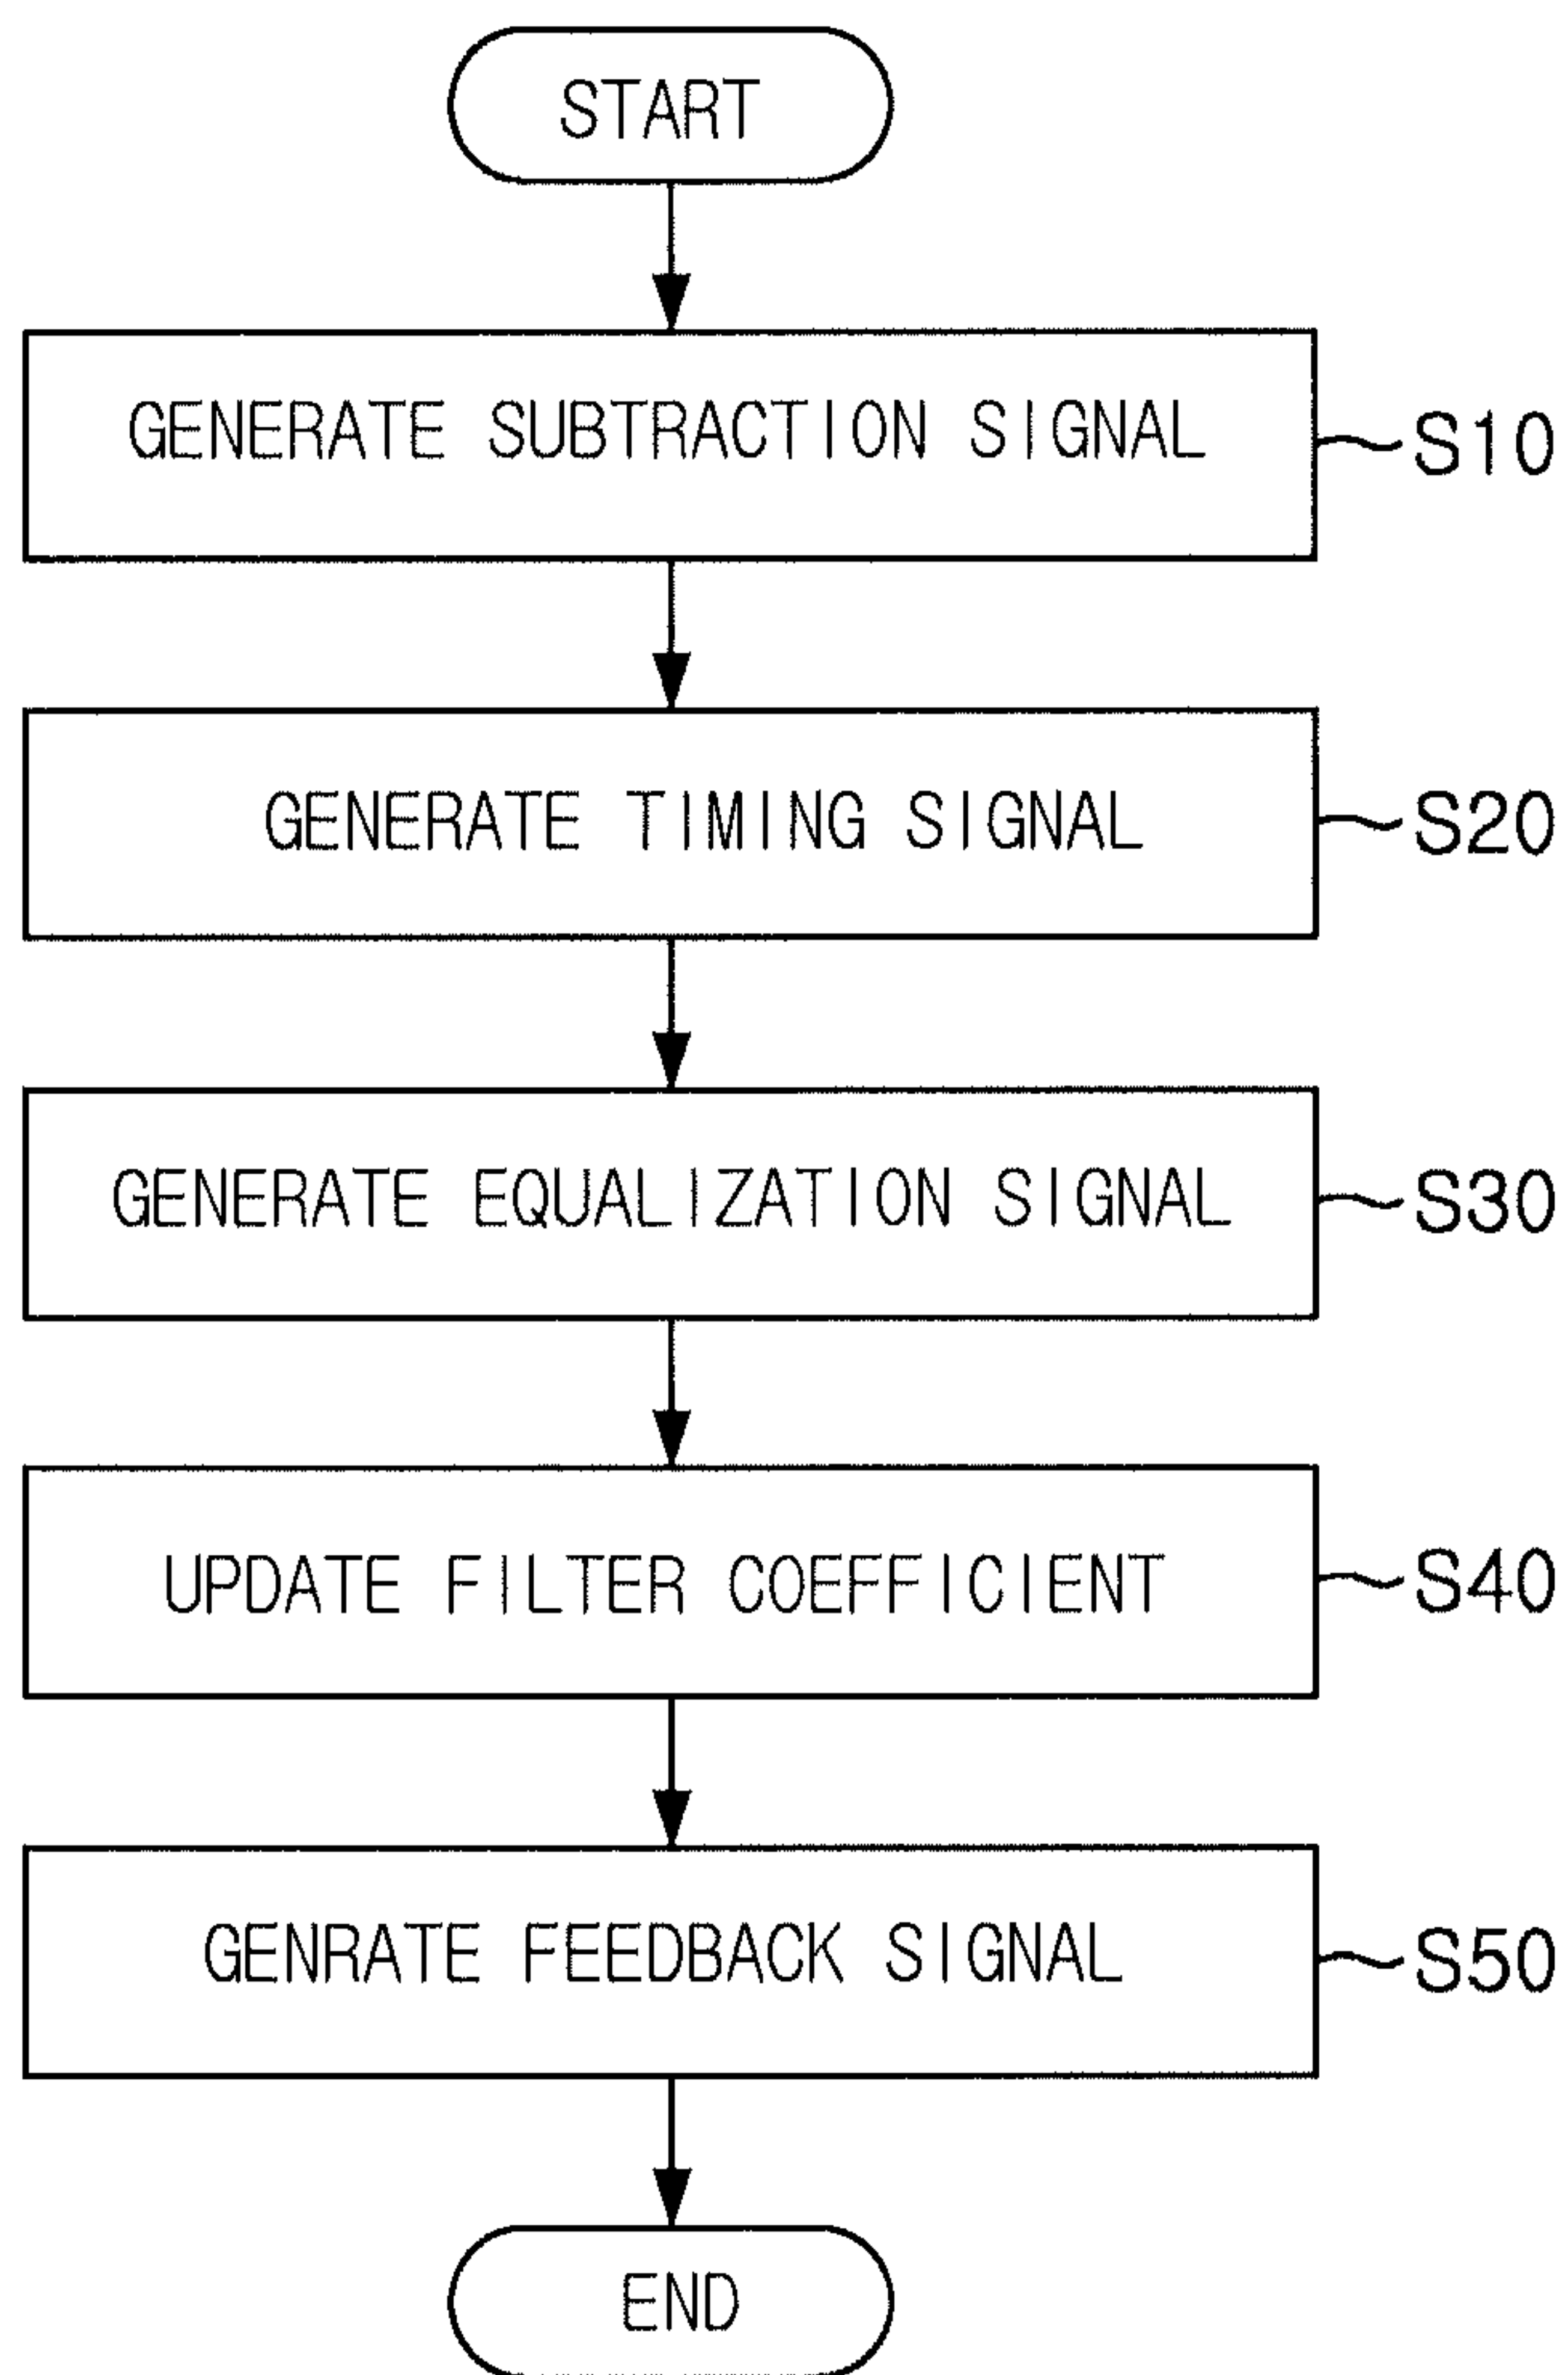 START
GENERATE SUBTRACTION SIGNAL
S10
GENERATE TIMING SIGNAL
S20
GENERATE EQUALIZATION SIGNAL
S30
UPDATE FILTER COEFFICIENT
S40
GENRATE FEEDBACK SIGNAL
S50
END